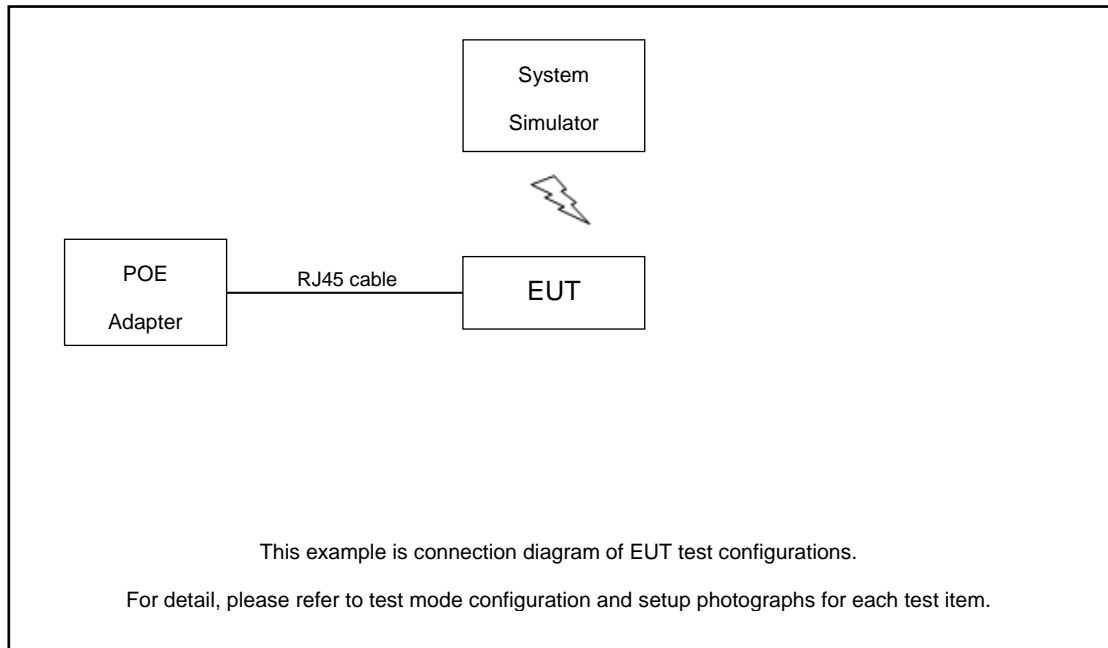 System
Simulator
POE
Adapter
RJ45 cable
EUT
This example is connection diagram of EUT test configurations.
For detail, please refer to test mode configuration and setup photographs for each test item.